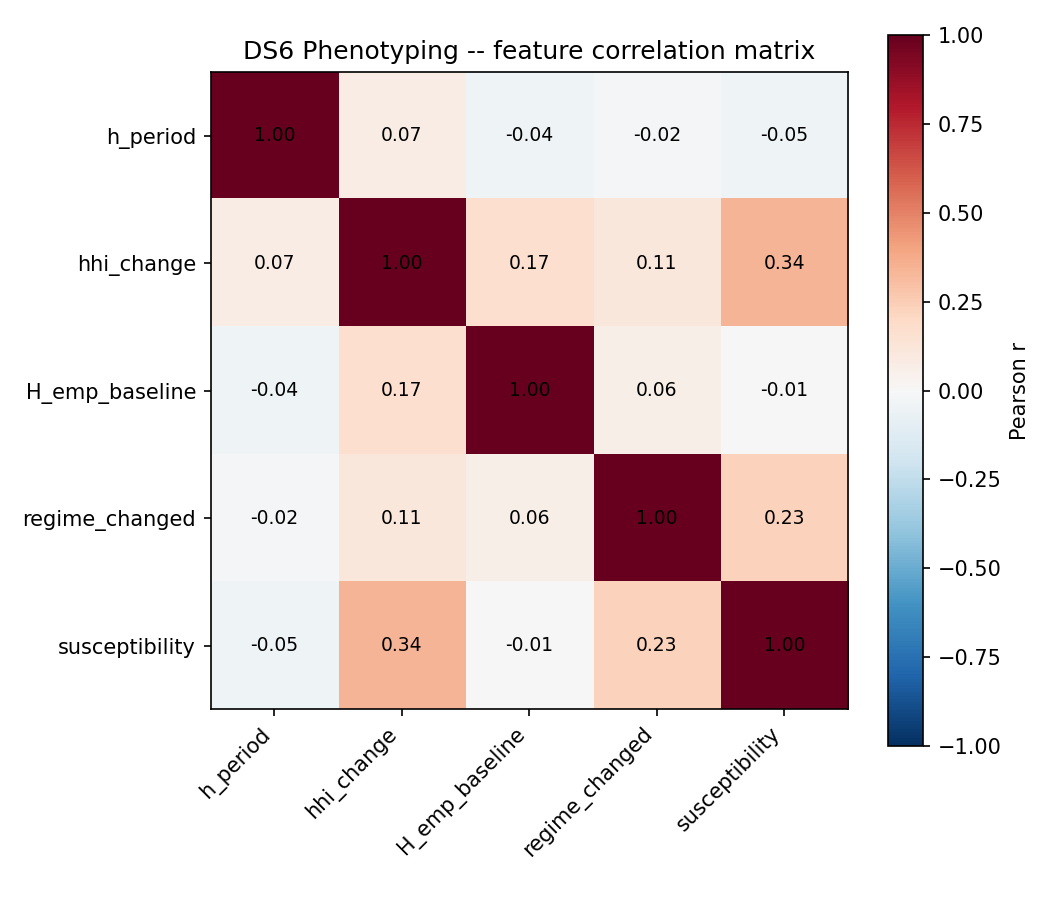 DS6 Phenotyping -- feature correlation matrix
h_period 1.00 0.07 -0.04 -0.02 -0.05
hhi_change 0.07 1.00 0.17 0.11 0.34
H_emp_baseline -0.04 0.17 1.00 0.06 -0.01
regime_changed -0.02 0.11 0.06 1.00 0.23
susceptibility -0.05 0.34 -0.01 0.23 1.00
h_period hhi_change H_emp_baseline regime_changed susceptibility
1.00
0.75
0.50
0.25
0.00
−0.25
−0.50
−0.75
−1.00
Pearson r